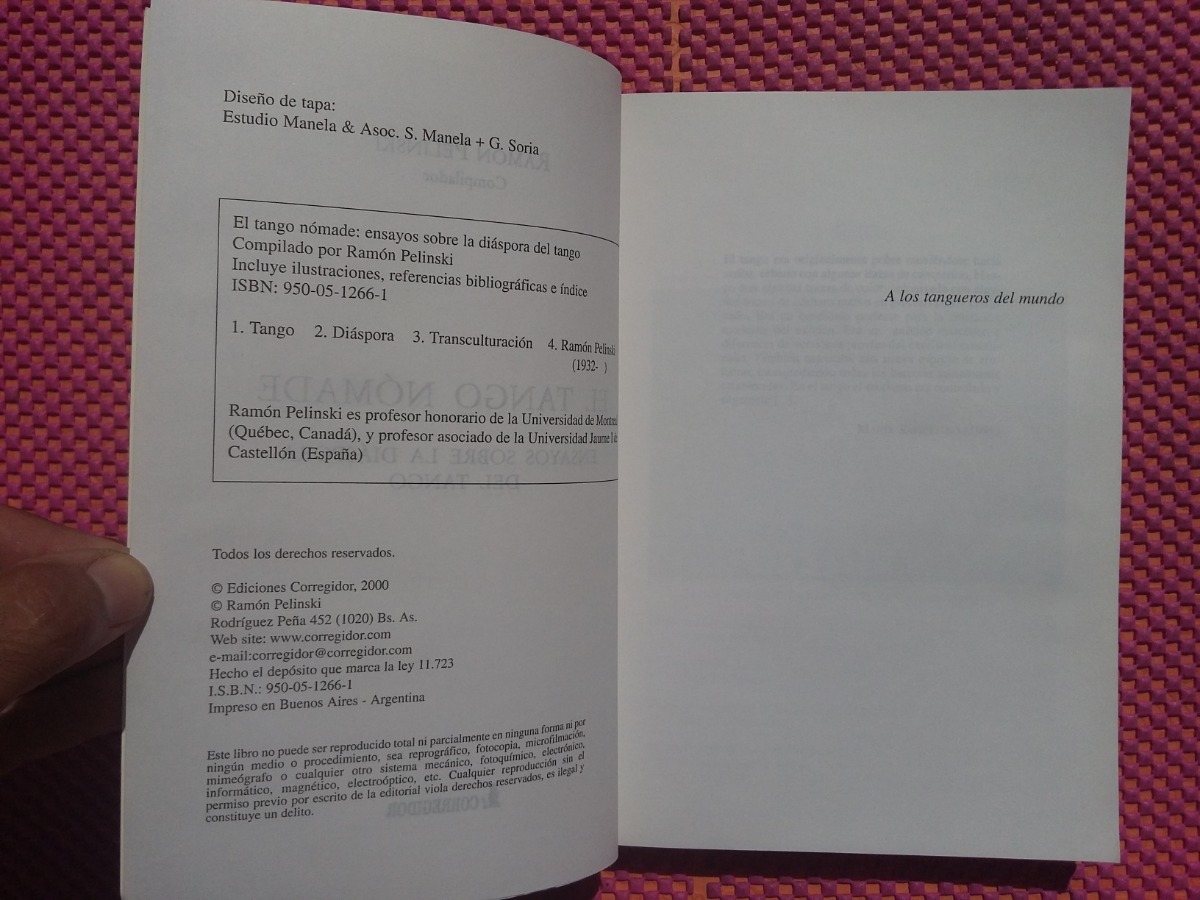 Diseño de tapa:
Estudio Manela & Asoc. S. Manela + G. Soria
El tango nómade: ensayos sobre la diáspora del tango
Compilado por Ramón Pelinski
Incluye ilustraciones, referencias bibliográficas e índice
ISBN: 950-05-1266-1
1. Tango 2. Diáspora 3. Transculturación 4. Ramón Pelinski
(1932- )
Ramón Pelinski es profesor honorario de la Universidad de
(Québec, Canadá), y profesor asociado de la Universidad Jaume I de
Castellón (España)
Todos los derechos reservados.
© Ediciones Corregidor, 2000
© Ramón Pelinski
Rodríguez Peña 452 (1020) Bs. As.
Web site: www.corregidor.com
e-mail:corregidor@corregidor.com
Hecho el depósito que marca la ley 11.723
I.S.B.N.: 950-05-1266-1
Impreso en Buenos Aires - Argentina
Este libro no puede ser reproducido total ni parcialmente en ninguna forma ni por
ningún medio o procedimiento, sea reprográfico, fotocopia, microfilmación,
mimeógrafo o cualquier otro sistema mecánico, fotoquímico, electrónico,
informático, magnético, electroóptico, etc. Cualquier reproducción sin el
permiso previo por escrito de la editorial viola derechos reservados, es ilegal y
constituye un delito.
A los tangueros del mundo